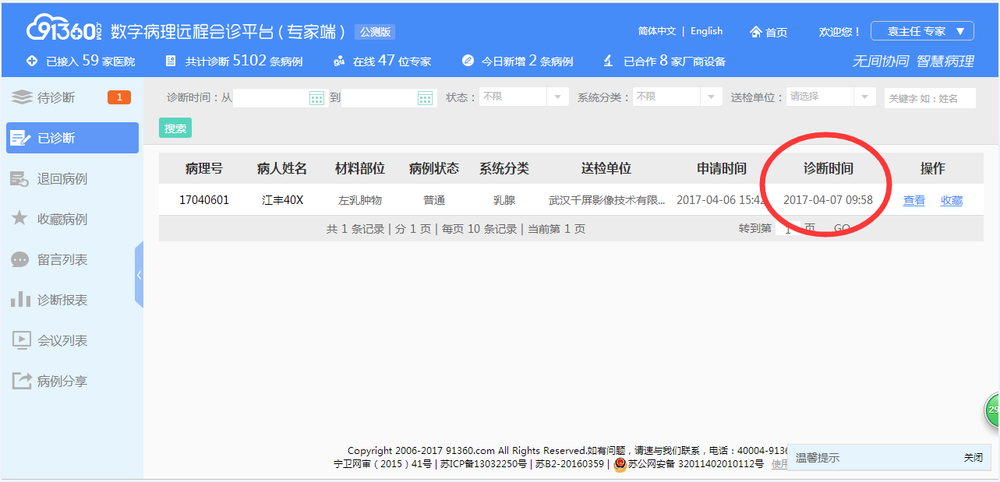 91360.COM 数字病理远程会诊平台(专家端) 公测版 简体中文 | English 首页 欢迎您! 袁主任 专家 ▼
已接入 59 家医院 共计诊断 5102 条病例 在线 47 位专家 今日新增 2 条病例 已合作 8 家厂商设备 无间协同 智慧病理
待诊断 1
已诊断
退回病例
收藏病例
留言列表
诊断报表
会议列表
病例分享
诊断时间:从 到 状态: 不限 系统分类: 不限 送检单位: 请选择 关键字 如:姓名
搜索
病理号 病人姓名 材料部位 病例状态 系统分类 送检单位 申请时间 诊断时间 操作
17040601 江丰40X 左乳肿物 普通 乳腺 武汉千屏影像技术有限... 2017-04-06 15:42 2017-04-07 09:58 查看 收藏
共 1 条记录 | 分 1 页 | 每页 10 条记录 | 当前第 1 页 转到第 1 页 GO
29
Copyright 2006-2017 91360.com All Rights Reserved.如有问题,请速与我们联系,电话:40004-9136
宁卫网审(2015)41号 | 苏ICP备13032250号 | 苏B2-20160359 | 苏公网安备 32011402010112号 使用
温馨提示 关闭